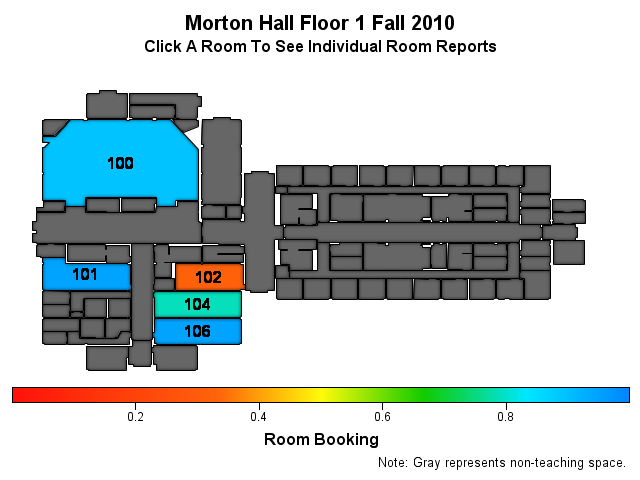 Morton Hall Floor 1 Fall 2010
Click A Room To See Individual Room Reports
100
101
102
104
106
0.2 0.4 0.6 0.8
Room Booking
Note: Gray represents non-teaching space.